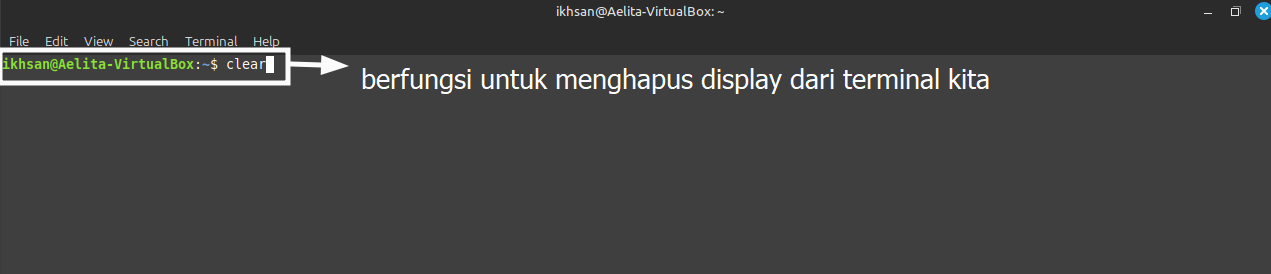 ikhsan@Aelita-VirtualBox: ~
File Edit View Search Terminal Help
ikhsan@Aelita-VirtualBox:~$ clear
berfungsi untuk menghapus display dari terminal kita